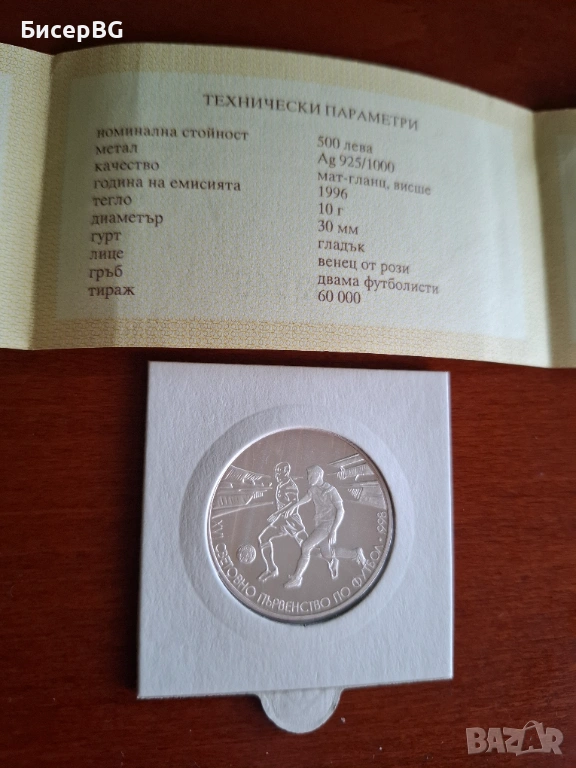 БисерBG
ТЕХНИЧЕСКИ ПАРАМЕТРИ
номинална стойност 500 лева
метал Ag 925/1000
качество мат-гланц, висше
година на емисията 1996
тегло 10 г
диаметър 30 мм
гурт гладък
лице венец от рози
гръб двама футболисти
тираж 60 000
XVI СВЕТОВНО ПЪРВЕНСТВО ПО ФУТБОЛ • 1998
BAZAR